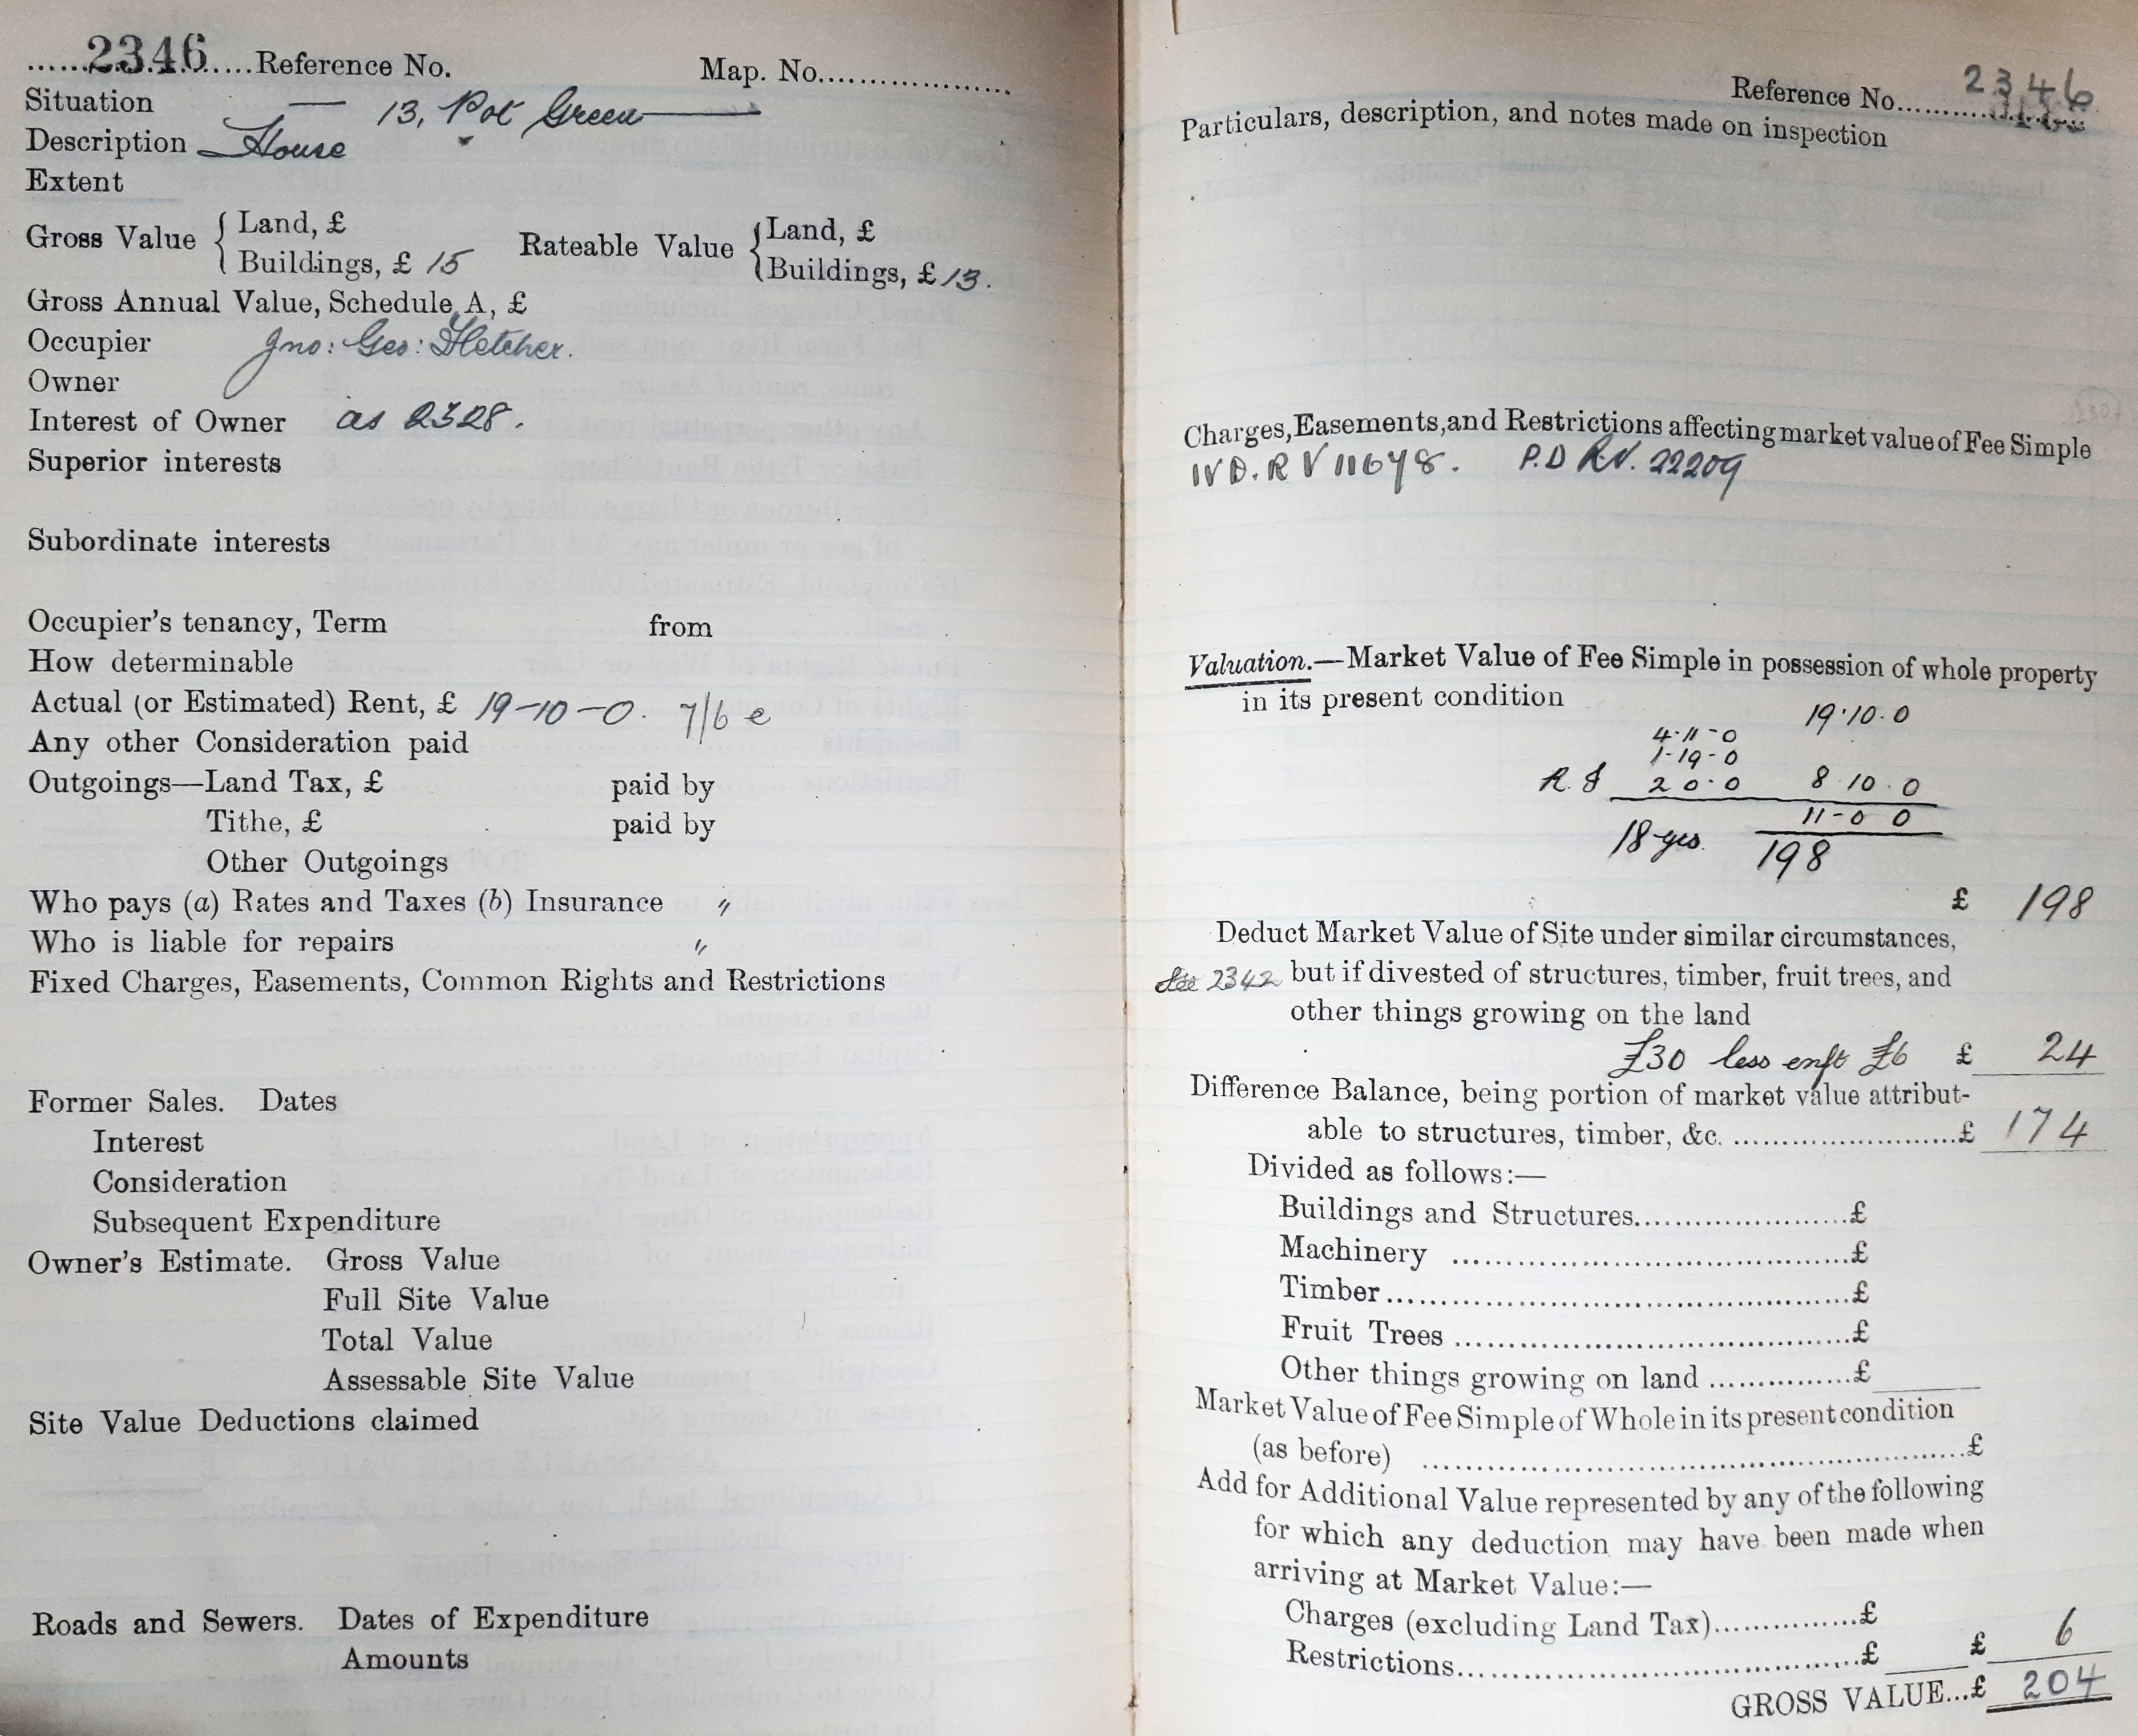 ......2346......Reference No. Map. No..................
Situation — 13, Pot Green —
Description House
Extent
Gross Value { Land, £
Buildings, £ 15
Rateable Value { Land, £
Buildings, £ 13.
Gross Annual Value, Schedule A, £
Occupier Jno: Geo: Fletcher.
Owner
Interest of Owner as 2328.
Superior interests
Subordinate interests
Occupier's tenancy, Term from
How determinable
Actual (or Estimated) Rent, £ 19-10-0. 7/6 e
Any other Consideration paid
Outgoings—Land Tax, £ paid by
Tithe, £ paid by
Other Outgoings
Who pays (a) Rates and Taxes (b) Insurance "
Who is liable for repairs "
Fixed Charges, Easements, Common Rights and Restrictions
Former Sales. Dates
Interest
Consideration
Subsequent Expenditure
Owner's Estimate. Gross Value
Full Site Value
Total Value
Assessable Site Value
Site Value Deductions claimed
Roads and Sewers. Dates of Expenditure
Amounts
Reference No. 2346
Particulars, description, and notes made on inspection
Charges, Easements, and Restrictions affecting market value of Fee Simple
IVD. R V 11678. P.D RV. 22209
Valuation.—Market Value of Fee Simple in possession of whole property
in its present condition
19.10.0
4-11-0
1-19-0
2 0-0 8.10.0
11-0 0
18 yrs. 198
£ 198
Deduct Market Value of Site under similar circumstances,
See 2342 but if divested of structures, timber, fruit trees, and
other things growing on the land
£30 less enft £6 £ 24
Difference Balance, being portion of market value attribut-
able to structures, timber, &c. ........................£ 174
Divided as follows:—
Buildings and Structures......................£
Machinery ........................................£
Timber..............................................£
Fruit Trees ........................................£
Other things growing on land ...............£
Market Value of Fee Simple of Whole in its present condition
(as before) ........................................................£
Add for Additional Value represented by any of the following
for which any deduction may have been made when
arriving at Market Value:—
Charges (excluding Land Tax)...............£
Restrictions.........................................£ £ 6
GROSS VALUE...£ 204